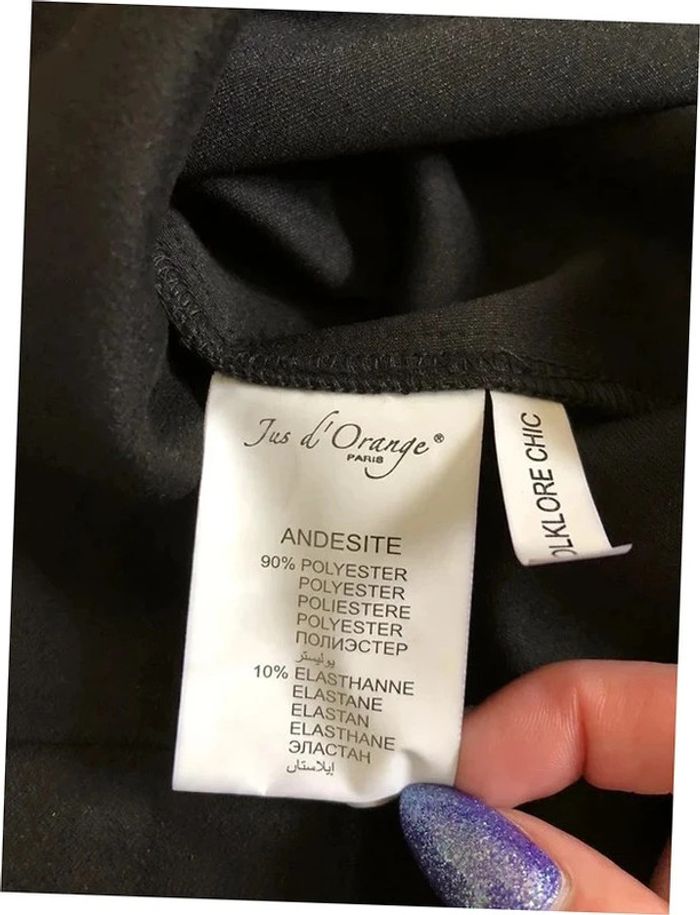 Jus d'Orange®
PARIS
ANDESITE
90% POLYESTER
POLYESTER
POLIESTERE
POLYESTER
ПОЛИЭСТЕР
بوليستر
10% ELASTHANNE
ELASTANE
ELASTAN
ELASTHANE
ЭЛАСТАН
إيلاستان
OLKLORE CHIC